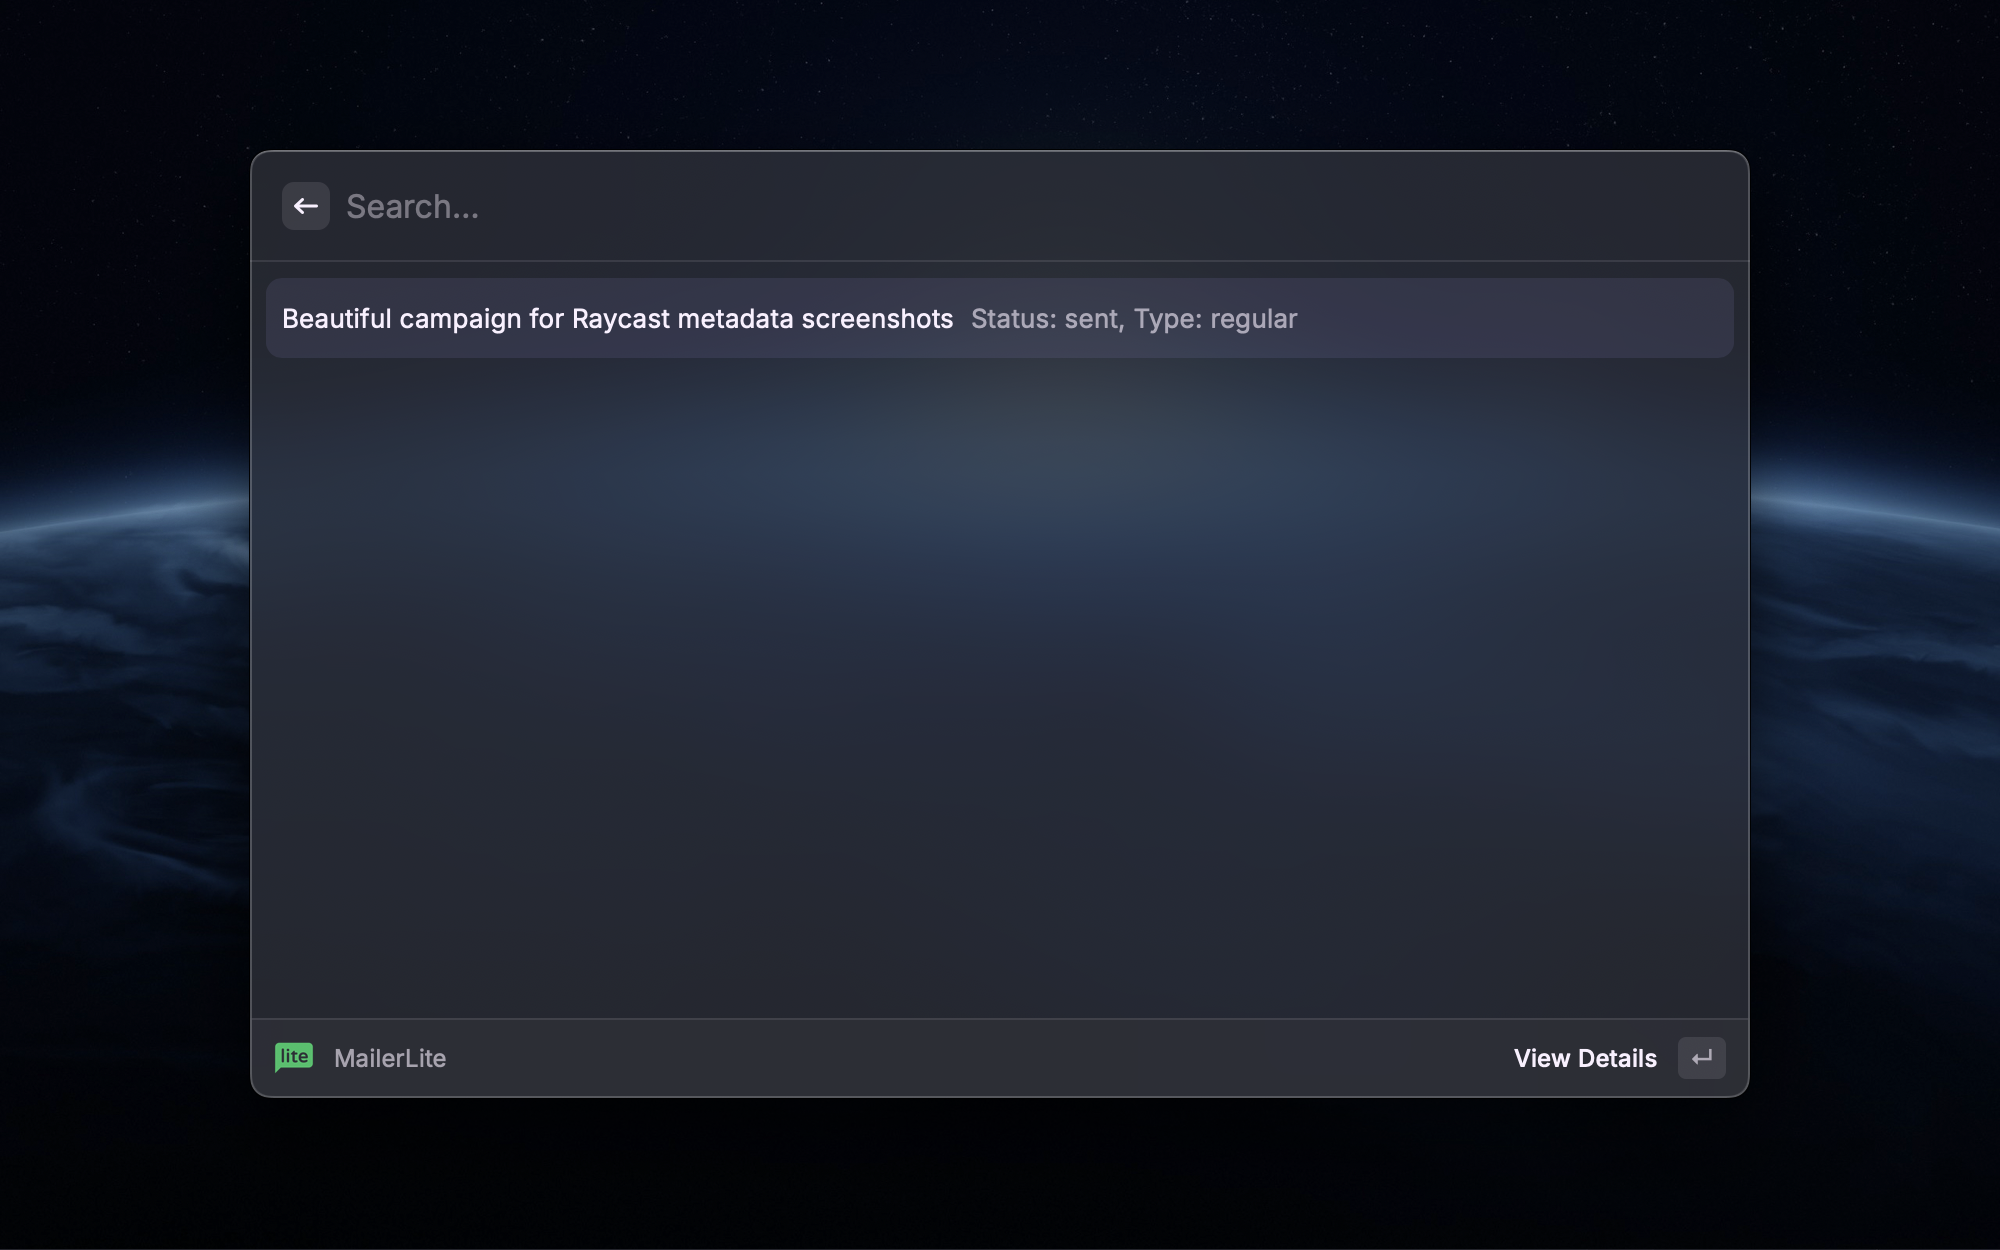 Search...
Beautiful campaign for Raycast metadata screenshots Status: sent, Type: regular
lite MailerLite View Details